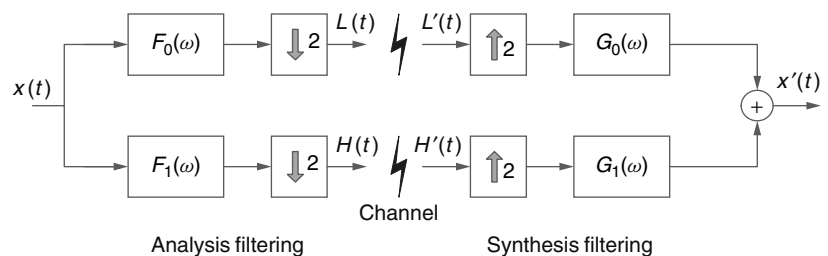 F₀(ω) 2 L(t) L′(t) 2 G₀(ω)
x(t) + x′(t)
F₁(ω) 2 H(t) H′(t) 2 G₁(ω)
Channel
Analysis filtering Synthesis filtering